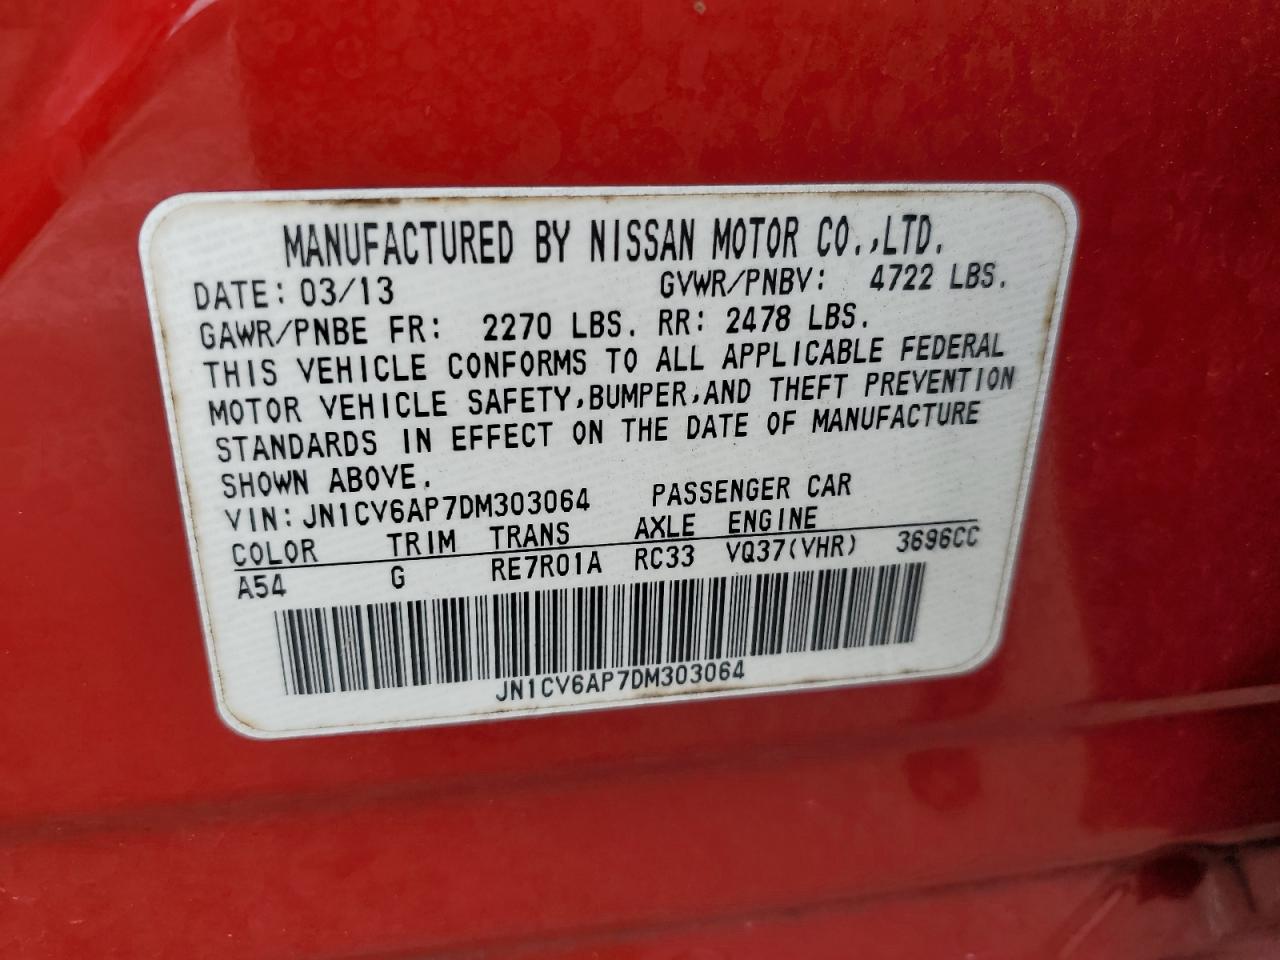 MANUFACTURED BY NISSAN MOTOR CO.,LTD.
DATE: 03/13 GVWR/PNBV: 4722 LBS.
GAWR/PNBE FR: 2270 LBS. RR: 2478 LBS.
THIS VEHICLE CONFORMS TO ALL APPLICABLE FEDERAL
MOTOR VEHICLE SAFETY,BUMPER,AND THEFT PREVENTION
STANDARDS IN EFFECT ON THE DATE OF MANUFACTURE
SHOWN ABOVE.
VIN: JN1CV6AP7DM303064 PASSENGER CAR
COLOR TRIM TRANS AXLE ENGINE
A54 G RE7R01A RC33 VQ37(VHR) 3696CC
JN1CV6AP7DM303064